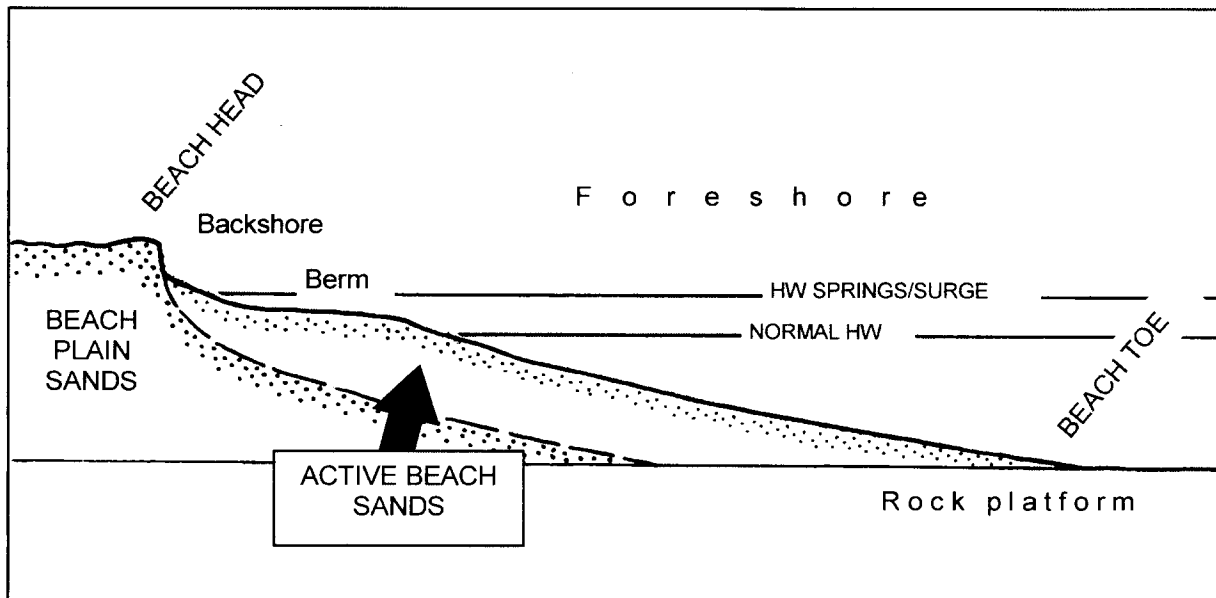 BEACH HEAD
Foreshore
Backshore
Berm
HW SPRINGS/SURGE
BEACH
PLAIN
SANDS
NORMAL HW
BEACH TOE
ACTIVE BEACH
SANDS
Rock platform